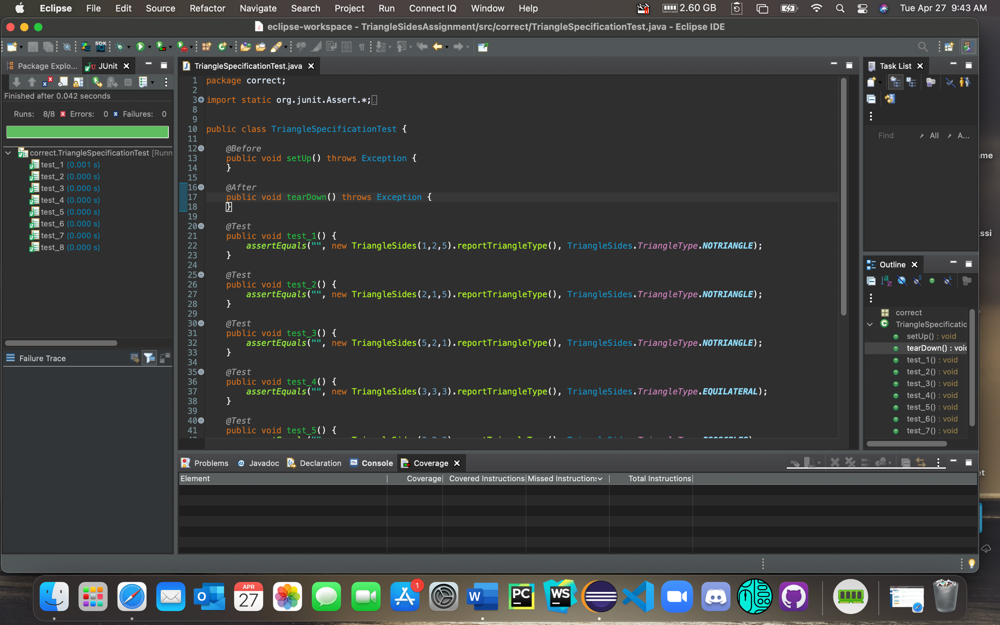 Eclipse File Edit Source Refactor Navigate Search Project Run Connect IQ Window Help 2.60 GB Tue Apr 27 9:43 AM
eclipse-workspace - TriangleSidesAssignment/src/correct/TriangleSpecificationTest.java - Eclipse IDE
SDK
IQ
Package Explo... JUnit
Finished after 0.042 seconds
Runs: 8/8 Errors: 0 Failures: 0
correct.TriangleSpecificationTest [Runn
test_1 (0.001 s)
test_2 (0.000 s)
test_3 (0.000 s)
test_4 (0.000 s)
test_5 (0.000 s)
test_6 (0.000 s)
test_7 (0.000 s)
test_8 (0.000 s)
Failure Trace
TriangleSpecificationTest.java
1 package correct;
2
3 import static org.junit.Assert.*;
8
9
10 public class TriangleSpecificationTest {
11
12 @Before
13 public void setUp() throws Exception {
14 }
15
16 @After
17 public void tearDown() throws Exception {
18 }
19
20 @Test
21 public void test_1() {
22 assertEquals("", new TriangleSides(1,2,5).reportTriangleType(), TriangleSides.TriangleType.NOTRIANGLE);
23 }
24
25 @Test
26 public void test_2() {
27 assertEquals("", new TriangleSides(2,1,5).reportTriangleType(), TriangleSides.TriangleType.NOTRIANGLE);
28 }
29
30 @Test
31 public void test_3() {
32 assertEquals("", new TriangleSides(5,2,1).reportTriangleType(), TriangleSides.TriangleType.NOTRIANGLE);
33 }
34
35 @Test
36 public void test_4() {
37 assertEquals("", new TriangleSides(3,3,3).reportTriangleType(), TriangleSides.TriangleType.EQUILATERAL);
38 }
39
40 @Test
41 public void test_5() {
Task List
Find All A...
Outline
correct
TriangleSpecificatio
setUp() : void
tearDown() : void
test_1() : void
test_2() : void
test_3() : void
test_4() : void
test_5() : void
test_6() : void
test_7() : void
Problems Javadoc Declaration Console Coverage
Element Coverage Covered Instructions Missed Instructions Total Instructions
me
ssi
et
APR
27
1
W
PC
WS